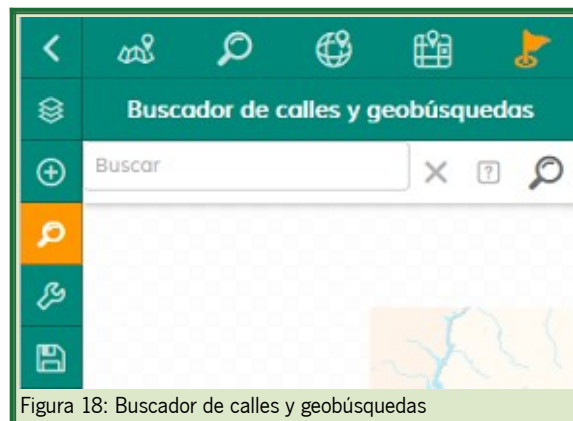 Buscador de calles y geobúsquedas
Buscar
?
Figura 18: Buscador de calles y geobúsquedas